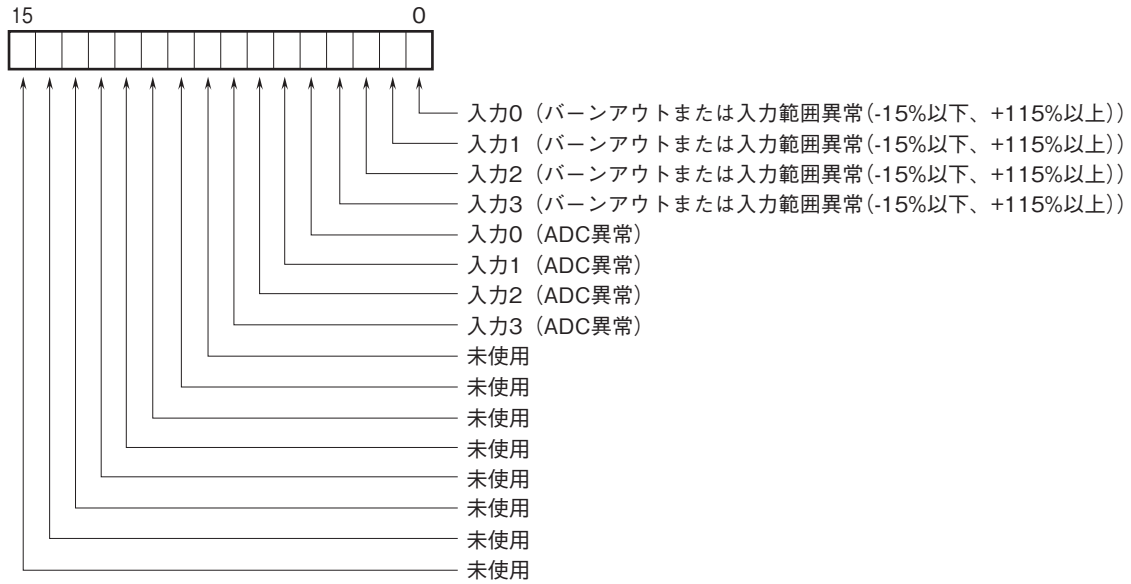 15 0
入力0（バーンアウトまたは入力範囲異常(-15%以下、+115%以上)）
入力1（バーンアウトまたは入力範囲異常(-15%以下、+115%以上)）
入力2（バーンアウトまたは入力範囲異常(-15%以下、+115%以上)）
入力3（バーンアウトまたは入力範囲異常(-15%以下、+115%以上)）
入力0（ADC異常）
入力1（ADC異常）
入力2（ADC異常）
入力3（ADC異常）
未使用
未使用
未使用
未使用
未使用
未使用
未使用
未使用